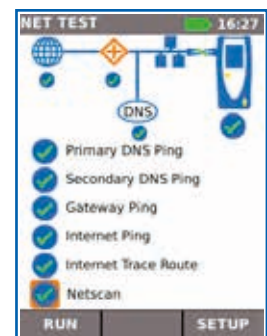 NET TEST 16:27
DNS
Primary DNS Ping
Secondary DNS Ping
Gateway Ping
Internet Ping
Internet Trace Route
Netscan
RUN SETUP